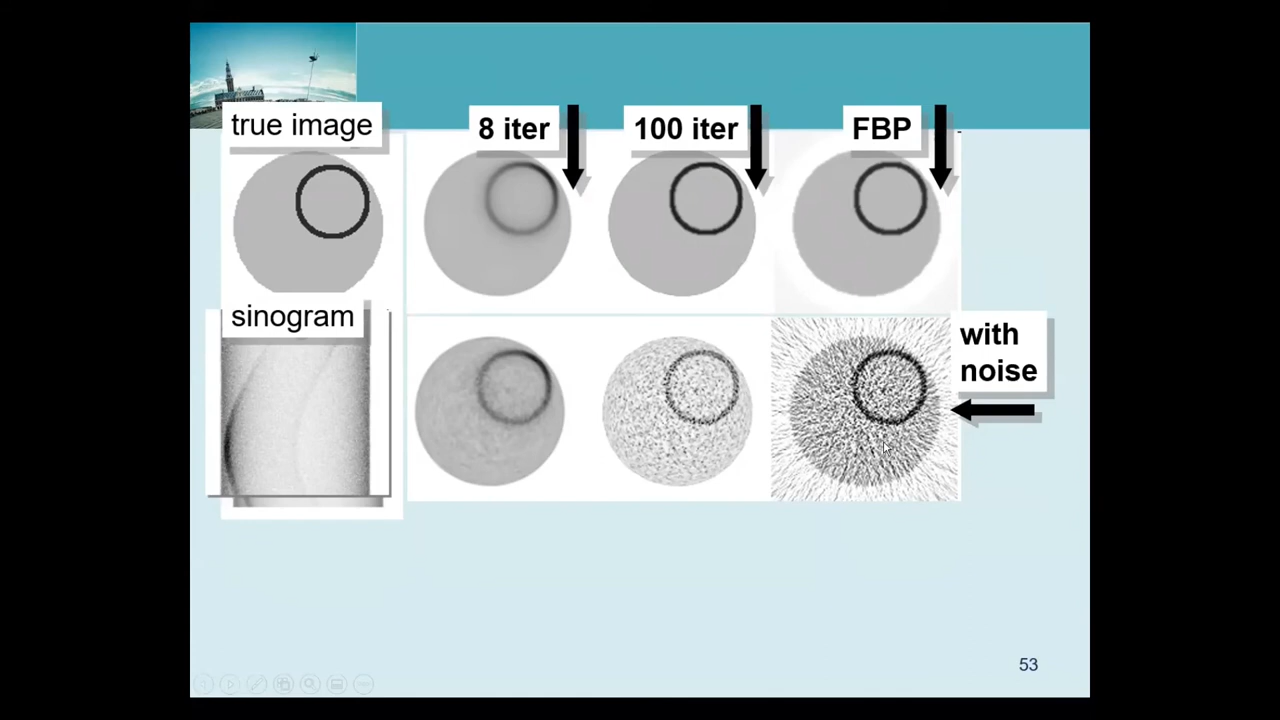 true image
8 iter
100 iter
FBP
sinogram
with
noise
53